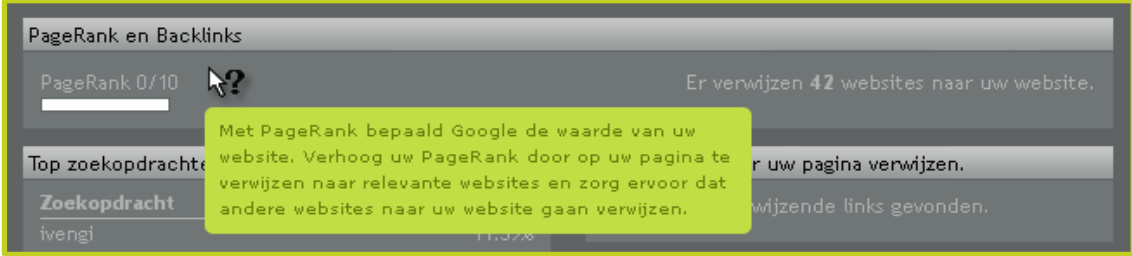 PageRank en Backlinks
PageRank 0/10
Er verwijzen 42 websites naar uw website.
Met PageRank bepaald Google de waarde van uw
website. Verhoog uw PageRank door op uw pagina te
verwijzen naar relevante websites en zorg ervoor dat
andere websites naar uw website gaan verwijzen.
Top zoekopdrachte
r uw pagina verwijzen.
Zoekopdracht
wijzende links gevonden.
ivengi